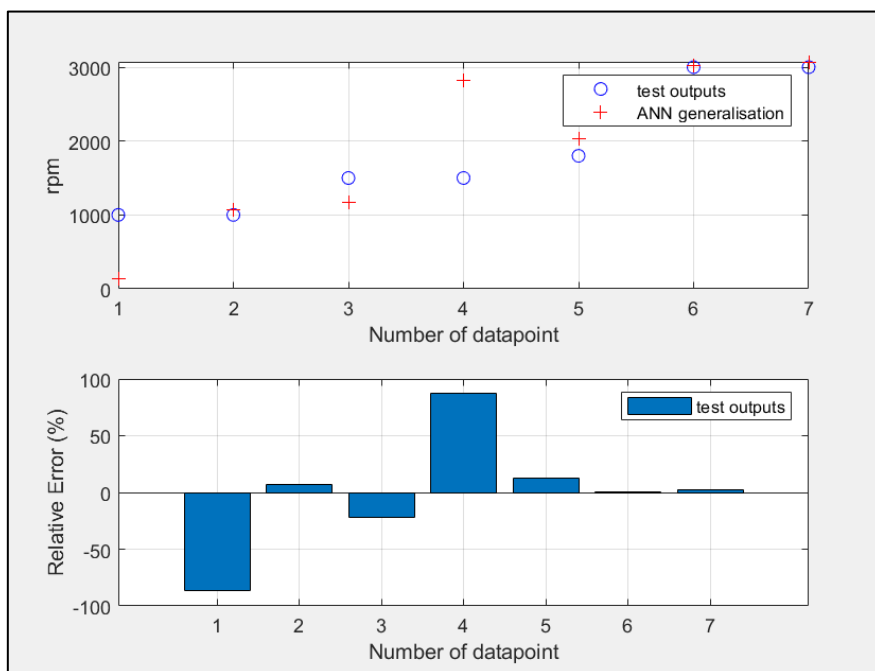 3000
2000
1000
0
rpm
test outputs
ANN generalisation
1 2 3 4 5 6 7
Number of datapoint
100
50
0
-50
-100
Relative Error (%)
test outputs
1 2 3 4 5 6 7
Number of datapoint